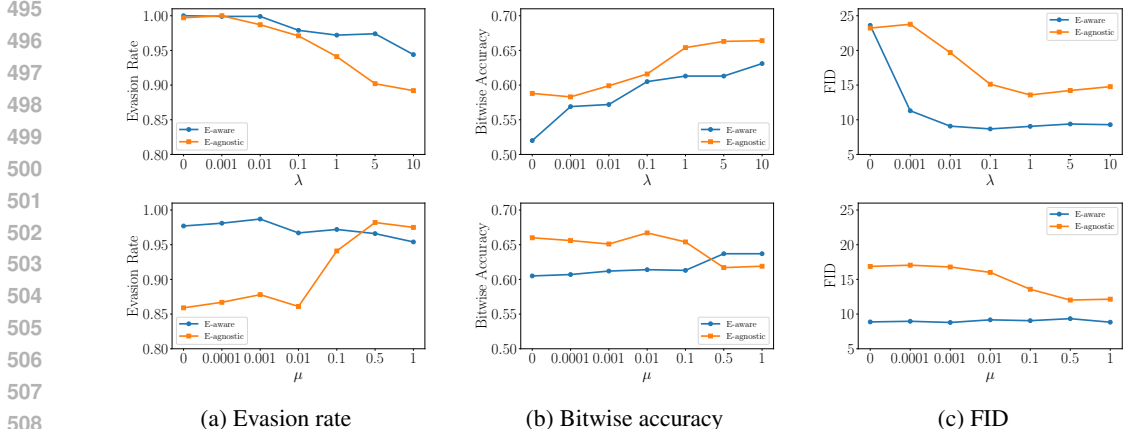 495
496
497
498
499
500
501
502
503
504
505
506
507
508
1.00
0.95
0.90
0.85
0.80
Evasion Rate
E-aware
E-agnostic
0 0.001 0.01 0.1 1 5 10
λ
0.70
0.65
0.60
0.55
0.50
Bitwise Accuracy
E-aware
E-agnostic
0 0.001 0.01 0.1 1 5 10
λ
25
20
15
10
5
FID
E-aware
E-agnostic
0 0.001 0.01 0.1 1 5 10
λ
1.00
0.95
0.90
0.85
0.80
Evasion Rate
E-aware
E-agnostic
0 0.0001 0.001 0.01 0.1 0.5 1
μ
0.70
0.65
0.60
0.55
0.50
Bitwise Accuracy
E-aware
E-agnostic
0 0.0001 0.001 0.01 0.1 0.5 1
μ
25
20
15
10
5
FID
E-aware
E-agnostic
0 0.0001 0.001 0.01 0.1 0.5 1
μ
(a) Evasion rate
(b) Bitwise accuracy
(c) FID